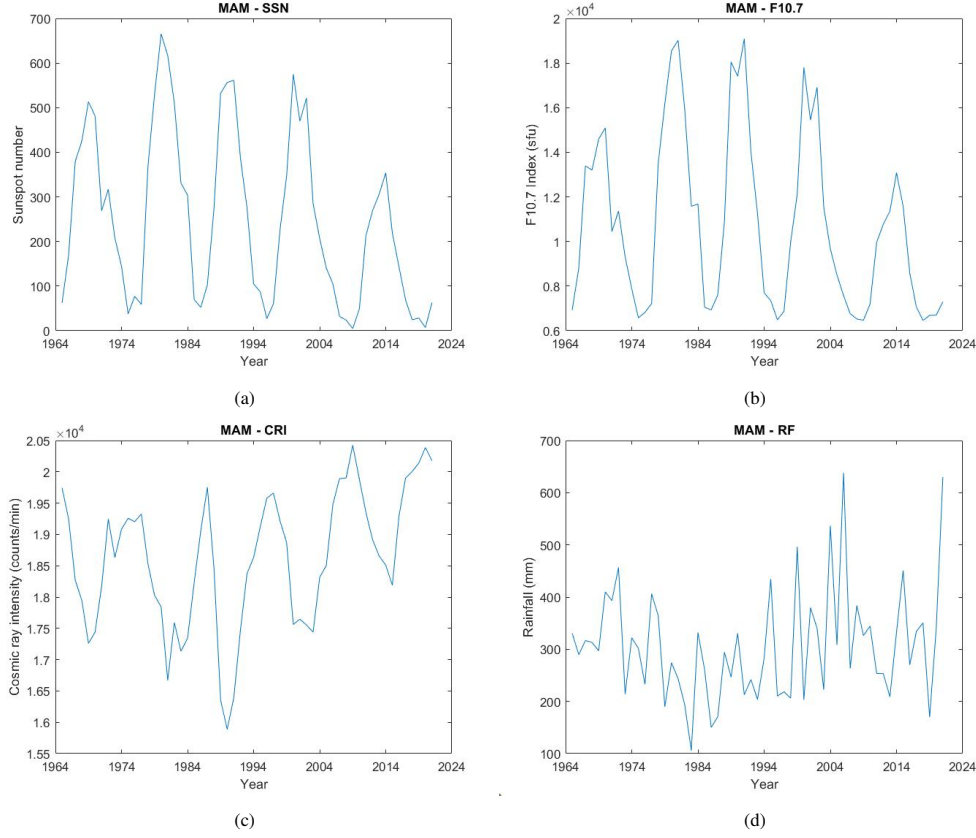 MAM - SSN
700
600
500
400
300
200
100
0
Sunspot number
1964 1974 1984 1994 2004 2014 2024
Year
(a)
MAM - F10.7
×10⁴
2
1.8
1.6
1.4
1.2
1
0.8
0.6
F10.7 Index (sfu)
1964 1974 1984 1994 2004 2014 2024
Year
(b)
MAM - CRI
×10⁴
2.05
2
1.95
1.9
1.85
1.8
1.75
1.7
1.65
1.6
1.55
Cosmic ray intensity (counts/min)
1964 1974 1984 1994 2004 2014 2024
Year
(c)
MAM - RF
700
600
500
400
300
200
100
Rainfall (mm)
1964 1974 1984 1994 2004 2014 2024
Year
(d)